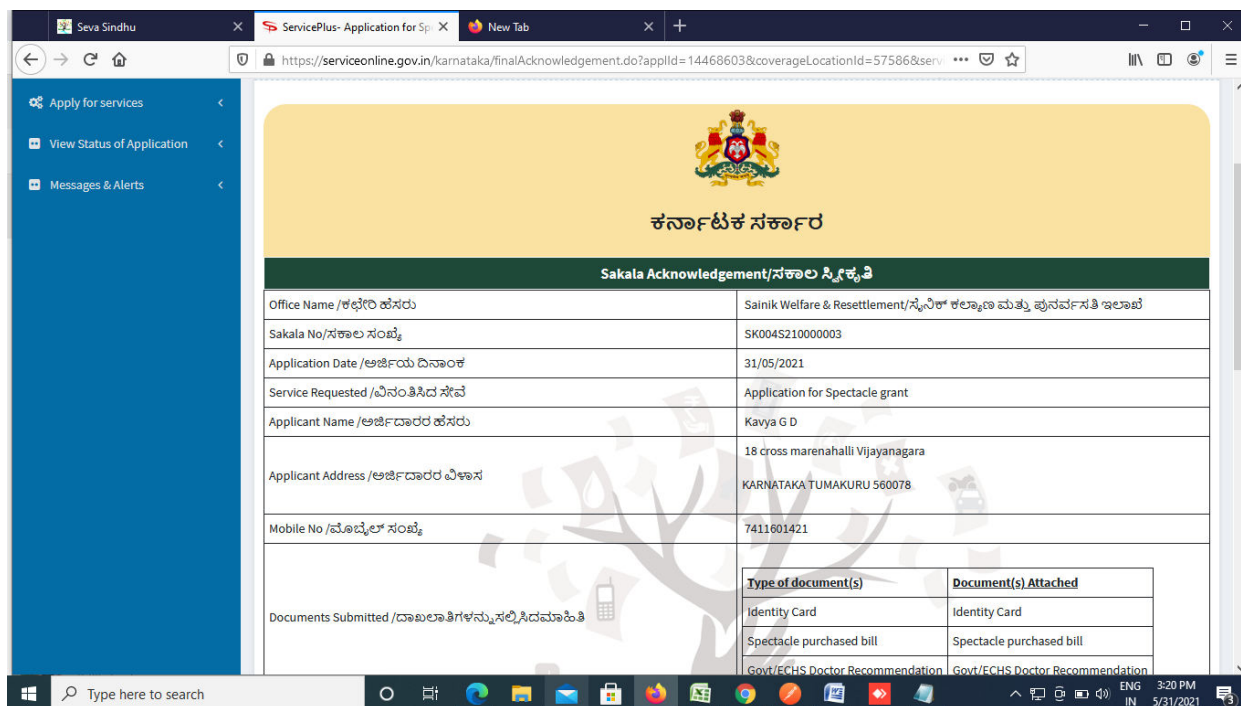 Seva Sindhu
ServicePlus- Application for Sp
New Tab
https://serviceonline.gov.in/karnataka/finalAcknowledgement.do?applId=14468603&coverageLocationId=57586&serv
Apply for services
View Status of Application
Messages & Alerts
ಕರ್ನಾಟಕ ಸರ್ಕಾರ
Sakala Acknowledgement/ಸಕಾಲ ಸ್ವೀಕೃತಿ
Office Name /ಕಛೇರಿ ಹೆಸರು Sainik Welfare & Resettlement/ಸೈನಿಕ್ ಕಲ್ಯಾಣ ಮತ್ತು ಪುನರ್ವಸತಿ ಇಲಾಖೆ
Sakala No/ಸಕಾಲ ಸಂಖ್ಯೆ SK004S210000003
Application Date /ಅರ್ಜಿಯ ದಿನಾಂಕ 31/05/2021
Service Requested /ವಿನಂತಿಸಿದ ಸೇವೆ Application for Spectacle grant
Applicant Name /ಅರ್ಜಿದಾರರ ಹೆಸರು Kavya G D
Applicant Address /ಅರ್ಜಿದಾರರ ವಿಳಾಸ 18 cross marenahalli Vijayanagara
KARNATAKA TUMAKURU 560078
Mobile No /ಮೊಬೈಲ್ ಸಂಖ್ಯೆ 7411601421
Documents Submitted /ದಾಖಲಾತಿಗಳನ್ನುಸಲ್ಲಿಸಿದಮಾಹಿತಿ
Type of document(s) Document(s) Attached
Identity Card Identity Card
Spectacle purchased bill Spectacle purchased bill
Govt/ECHS Doctor Recommendation Govt/ECHS Doctor Recommendation
Type here to search
ENG 3:20 PM
IN 5/31/2021
3